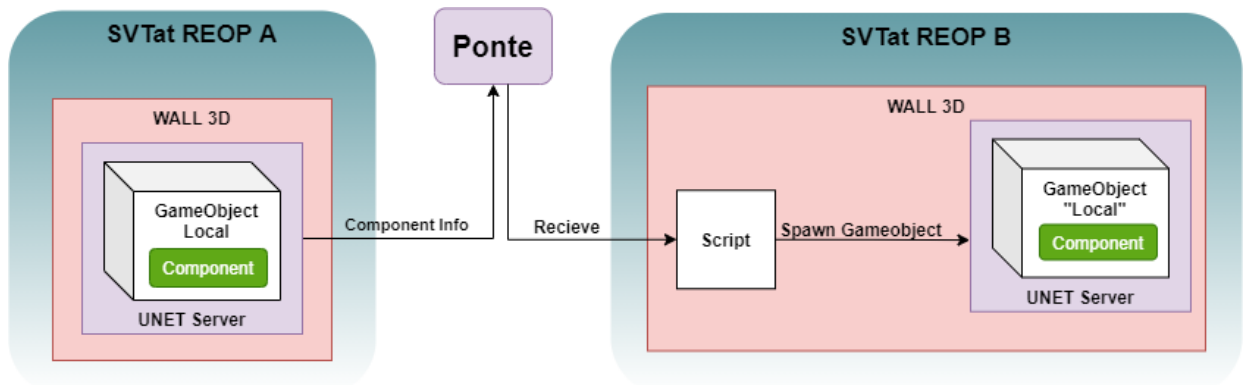 SVTat REOP A
WALL 3D
GameObject
Local
Component
UNET Server
Component Info
Ponte
Recieve
SVTat REOP B
WALL 3D
Script
Spawn Gameobject
GameObject
"Local"
Component
UNET Server